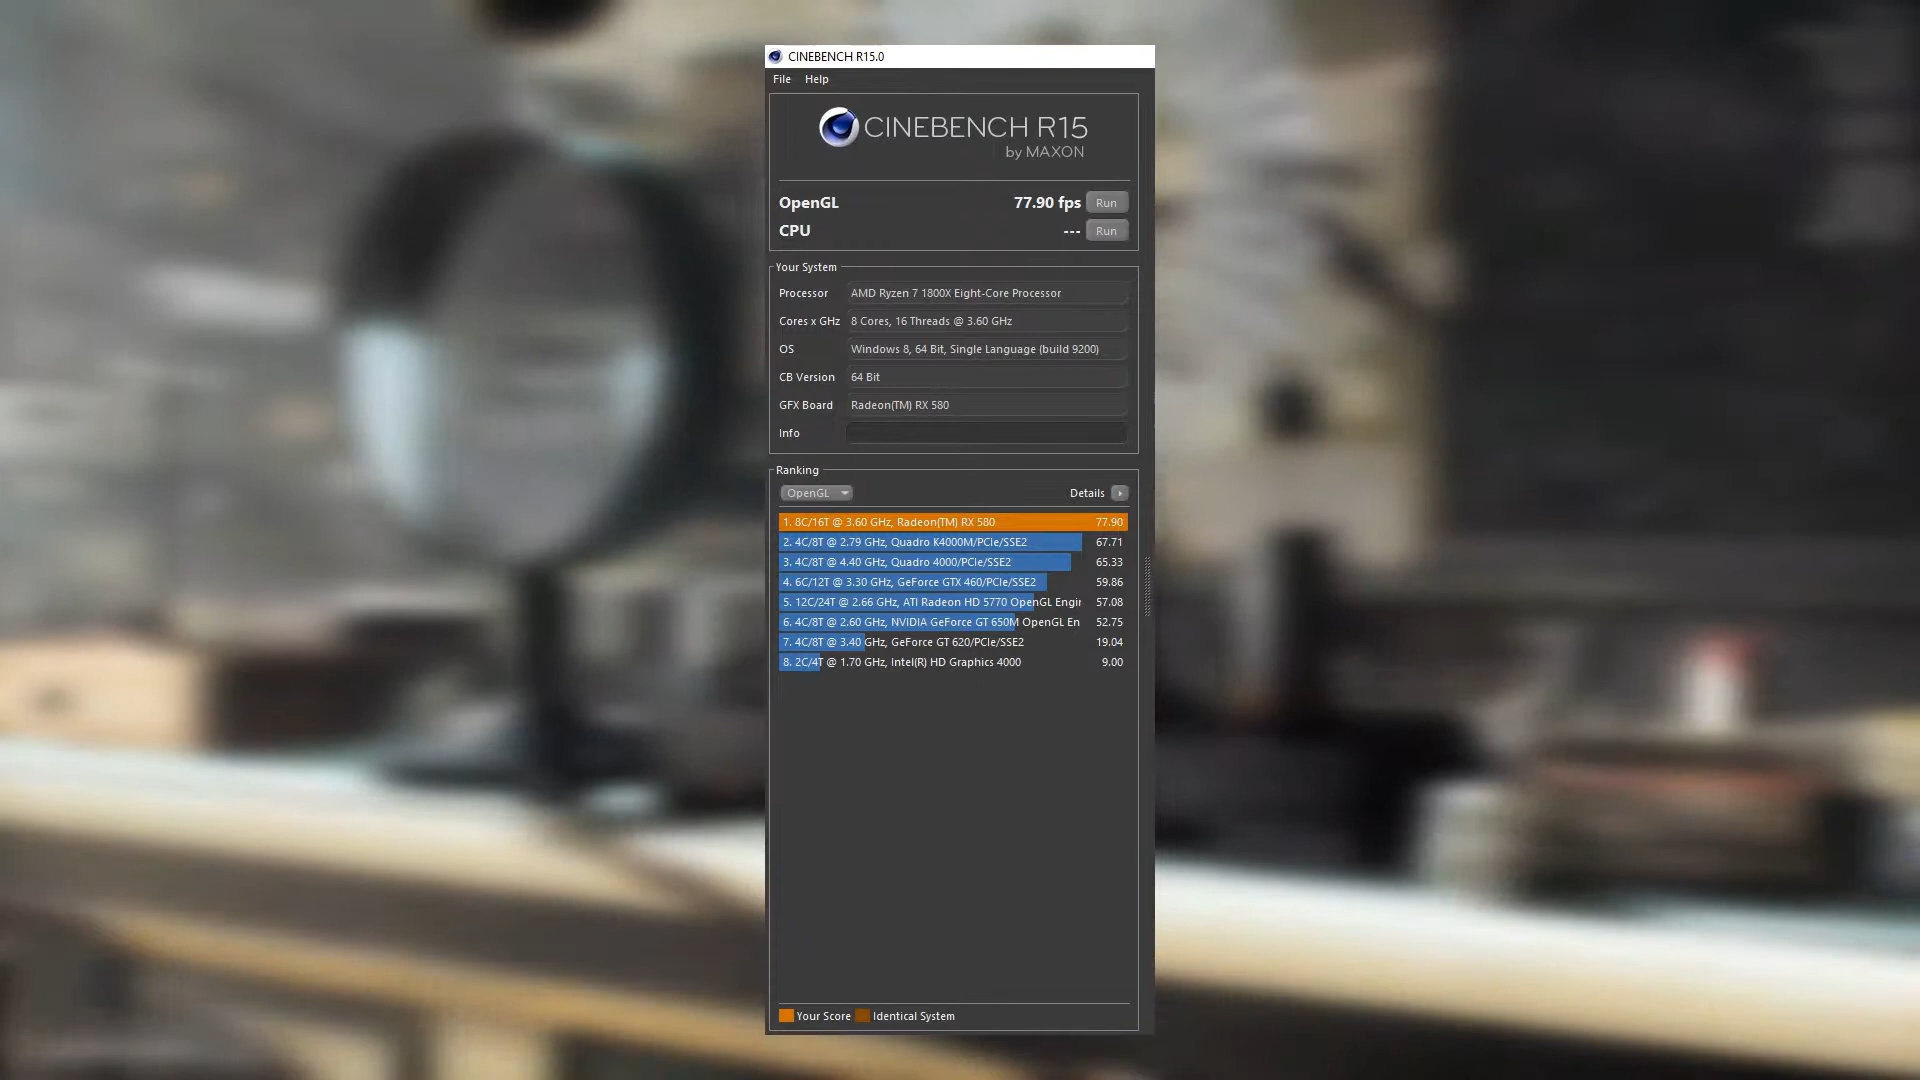 CINEBENCH R15.0
File Help
CINEBENCH R15
by MAXON
OpenGL 77.90 fps Run
CPU --- Run
Your System
Processor AMD Ryzen 7 1800X Eight-Core Processor
Cores x GHz 8 Cores, 16 Threads @ 3.60 GHz
OS Windows 8, 64 Bit, Single Language (build 9200)
CB Version 64 Bit
GFX Board Radeon(TM) RX 580
Info
Ranking
OpenGL Details
1. 8C/16T @ 3.60 GHz, Radeon(TM) RX 580 77.90
2. 4C/8T @ 2.79 GHz, Quadro K4000M/PCIe/SSE2 67.71
3. 4C/8T @ 4.40 GHz, Quadro 4000/PCIe/SSE2 65.33
4. 6C/12T @ 3.30 GHz, GeForce GTX 460/PCIe/SSE2 59.86
5. 12C/24T @ 2.66 GHz, ATI Radeon HD 5770 OpenGL Engir 57.08
6. 4C/8T @ 2.60 GHz, NVIDIA GeForce GT 650M OpenGL En 52.75
7. 4C/8T @ 3.40 GHz, GeForce GT 620/PCIe/SSE2 19.04
8. 2C/4T @ 1.70 GHz, Intel(R) HD Graphics 4000 9.00
Your Score Identical System